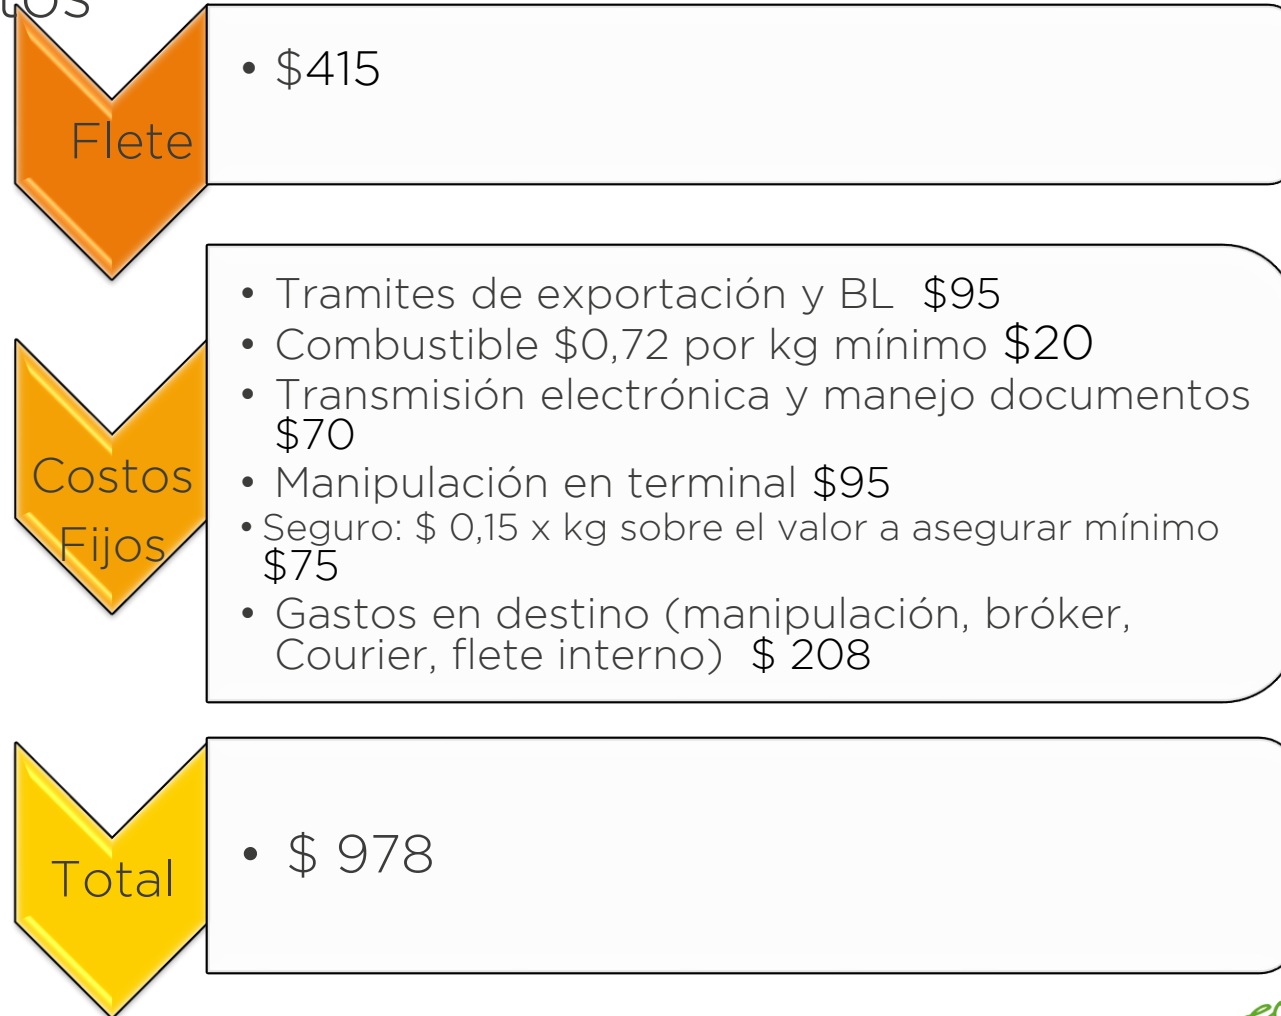 Flete
• $415
Costos
Fijos
• Tramites de exportación y BL $95
• Combustible $0,72 por kg mínimo $20
• Transmisión electrónica y manejo documentos
$70
• Manipulación en terminal $95
• Seguro: $ 0,15 x kg sobre el valor a asegurar mínimo
$75
• Gastos en destino (manipulación, bróker,
Courier, flete interno) $ 208
Total
• $ 978